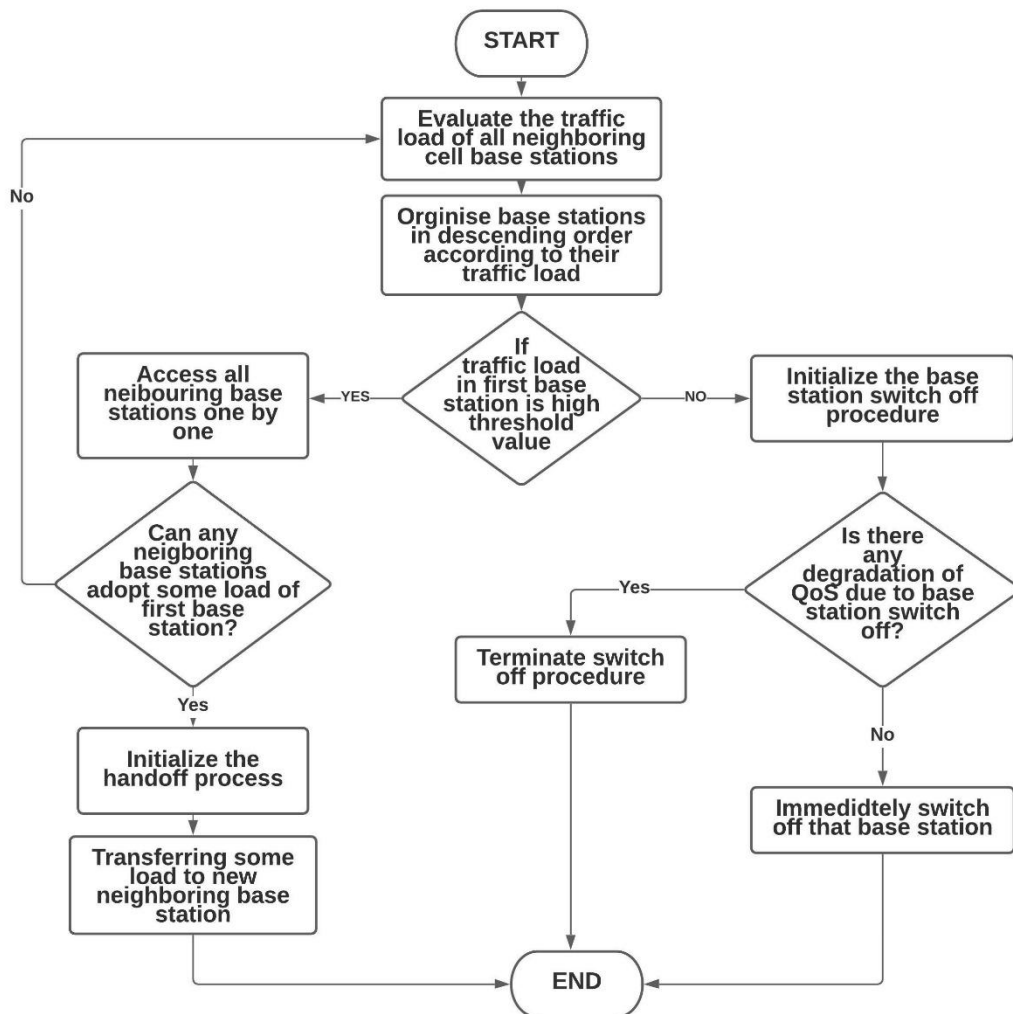 START
Evaluate the traffic
load of all neighboring
cell base stations
No
Orginise base stations
in descending order
according to their
traffic load
If
traffic load
in first base
station is high
threshold
value
YES
NO
Access all
neibouring base
stations one by
one
Initialize the base
station switch off
procedure
Can any
neigboring
base stations
adopt some load of
first base
station?
Is there
any
degradation of
QoS due to base
station switch
off?
Yes
Terminate switch
off procedure
Yes
No
Initialize the
handoff process
Immedidtely switch
off that base station
Transferring some
load to new
neighboring base
station
END